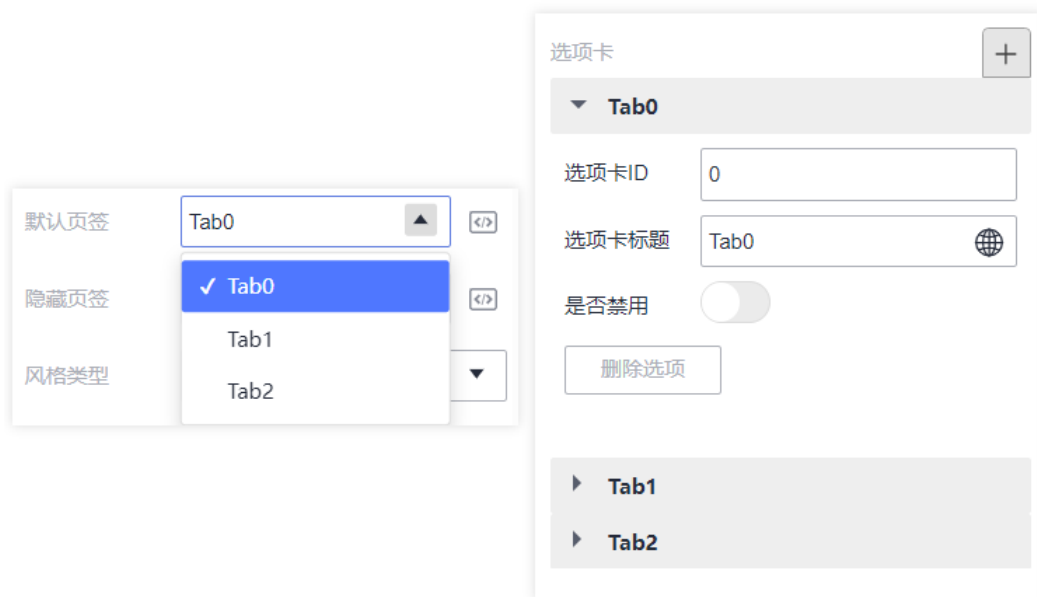 默认页签
Tab0
Tab0
隐藏页签
Tab1
风格类型
Tab2
选项卡
Tab0
选项卡ID
0
选项卡标题
Tab0
是否禁用
删除选项
Tab1
Tab2